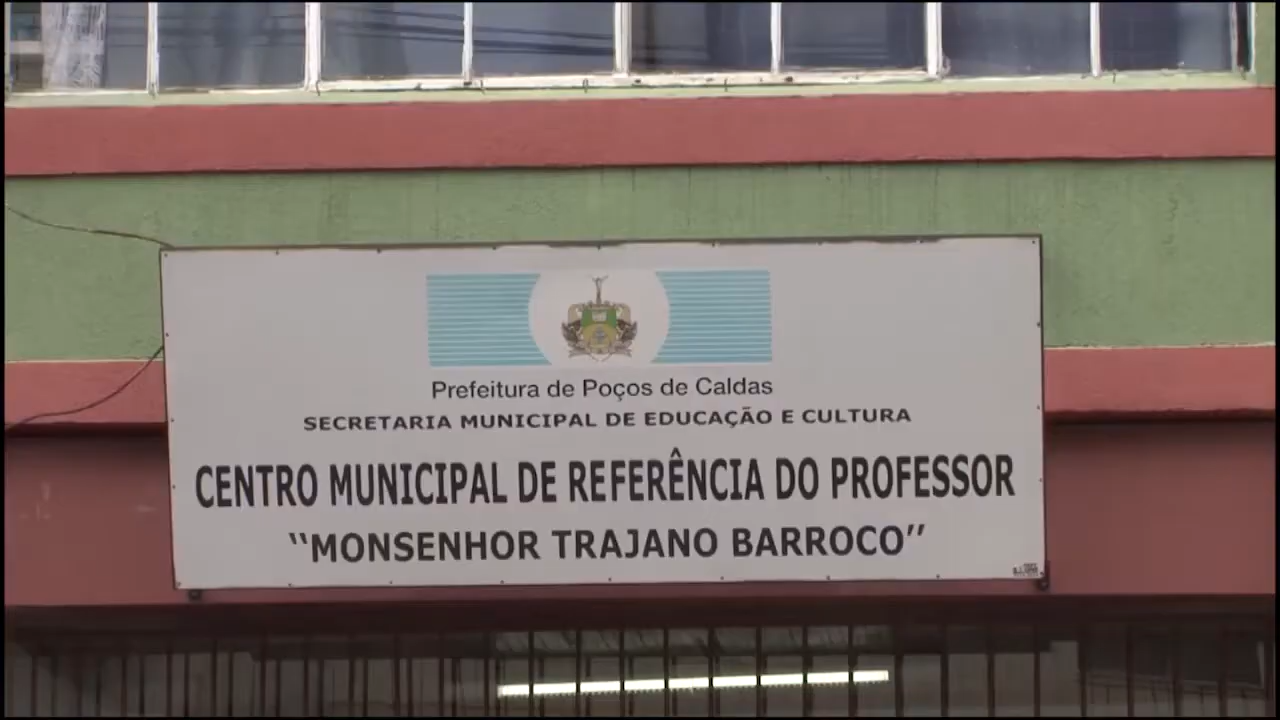 Prefeitura de Poços de Caldas
SECRETARIA MUNICIPAL DE EDUCAÇÃO E CULTURA
CENTRO MUNICIPAL DE REFERÊNCIA DO PROFESSOR
‘‘MONSENHOR TRAJANO BARROCO’’